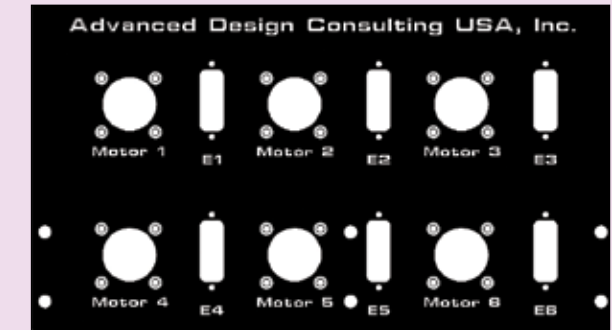 Advanced Design Consulting USA, Inc.
Motor 1 E1 Motor 2 E2 Motor 3 E3
Motor 4 E4 Motor 5 E5 Motor 6 E6